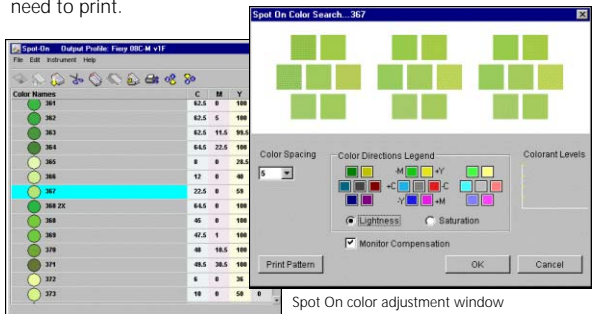 need to print.
Spot-On Output Profile: Fiery 08C-M v1F
File Edit Instrument Help
Color Names C M Y
361 62.5 0 100
362 62.5 5 100
363 62.5 11.5 99.5
364 64.5 22.5 100
365 8 0 28.5
366 12 0 40
367 22.5 0 59
368 2X 64.5 0 100
368 45 0 100
369 47.5 1 100
370 48 18.5 100
371 49.5 38.5 100
372 6 0 36
373 10 0 50 0
Spot On Color Search...367
Color Spacing
5
Color Directions Legend
-M +Y
+C -C
-Y +M
Lightness Saturation
Colorant Levels
Monitor Compensation
Print Pattern OK Cancel
Spot On color adjustment window